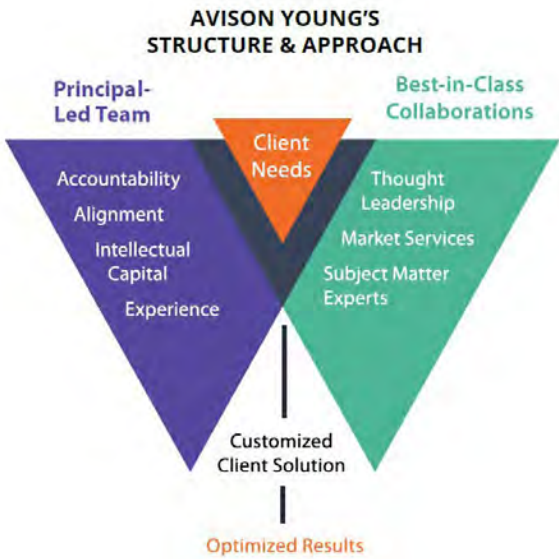 AVISON YOUNG'S
STRUCTURE & APPROACH
Principal-
Led Team
Best-in-Class
Collaborations
Client
Needs
Accountability
Alignment
Intellectual
Capital
Experience
Thought
Leadership
Market Services
Subject Matter
Experts
Customized
Client Solution
Optimized Results